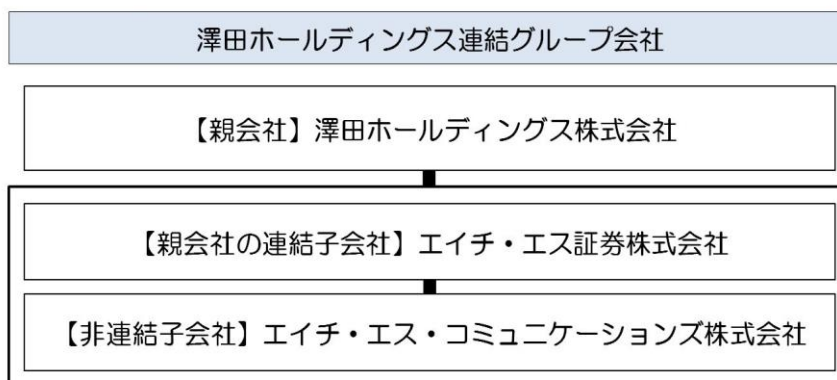 澤田ホールディングス連結グループ会社
【親会社】澤田ホールディングス株式会社
【親会社の連結子会社】エイチ・エス証券株式会社
【非連結子会社】エイチ・エス・コミュニケーションズ株式会社